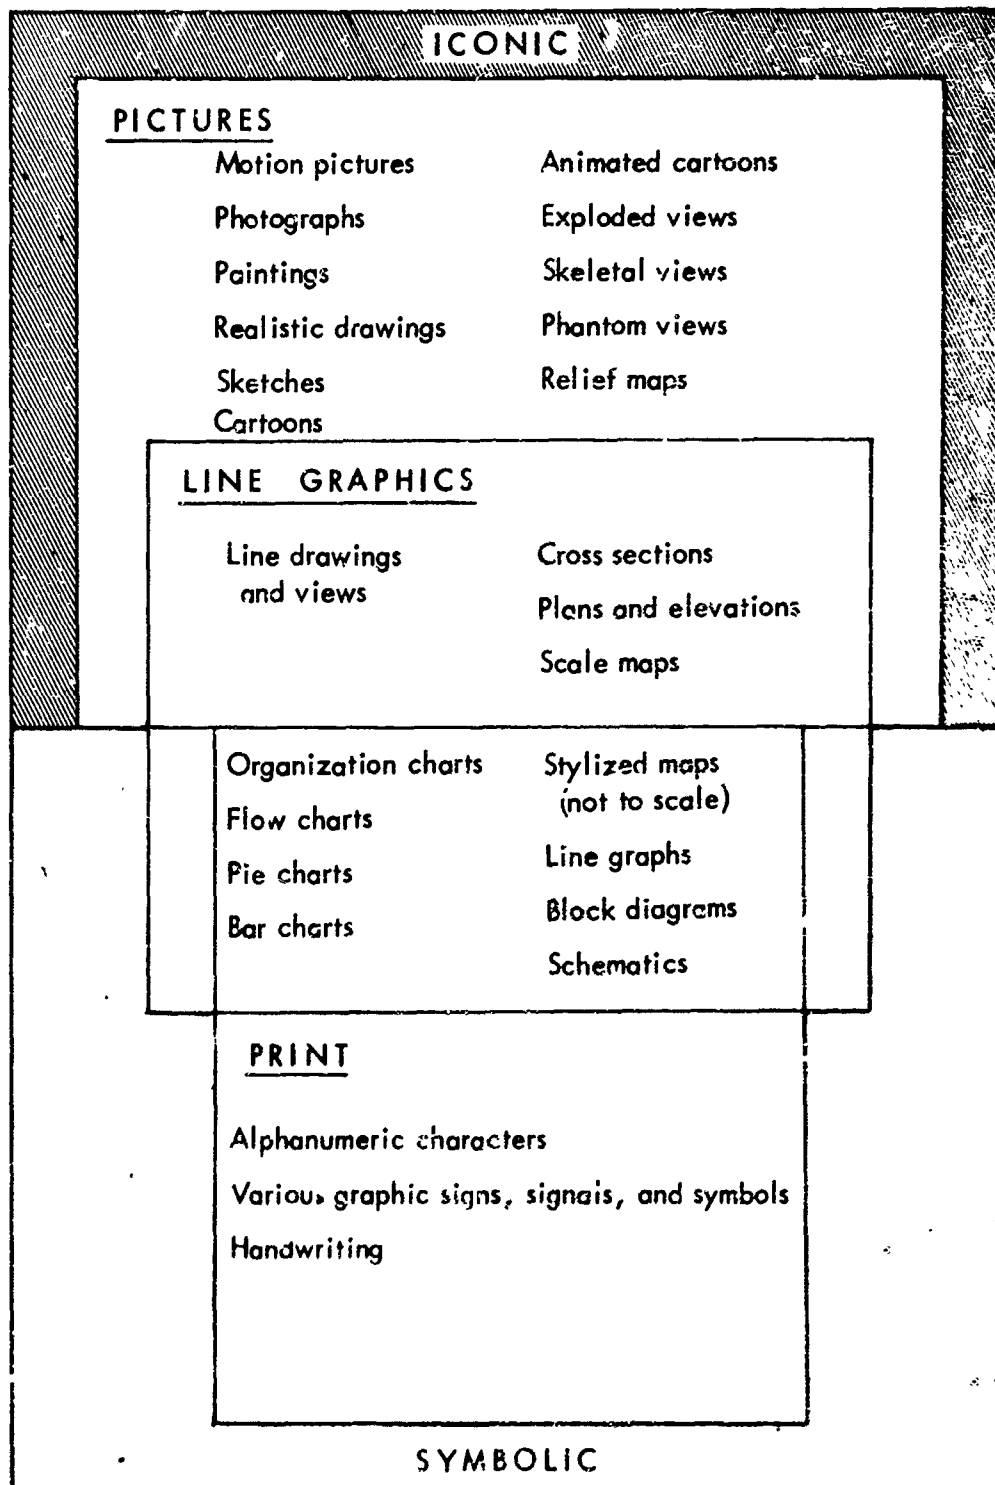 ICONIC
PICTURES
Motion pictures
Photographs
Paintings
Realistic drawings
Sketches
Cartoons
Animated cartoons
Exploded views
Skeletal views
Phantom views
Relief maps
LINE GRAPHICS
Line drawings
and views
Cross sections
Plans and elevations
Scale maps
Organization charts
Flow charts
Pie charts
Bar charts
Stylized maps
(not to scale)
Line graphs
Block diagrams
Schematics
PRINT
Alphanumeric characters
Various graphic signs, signals, and symbols
Handwriting
SYMBOLIC